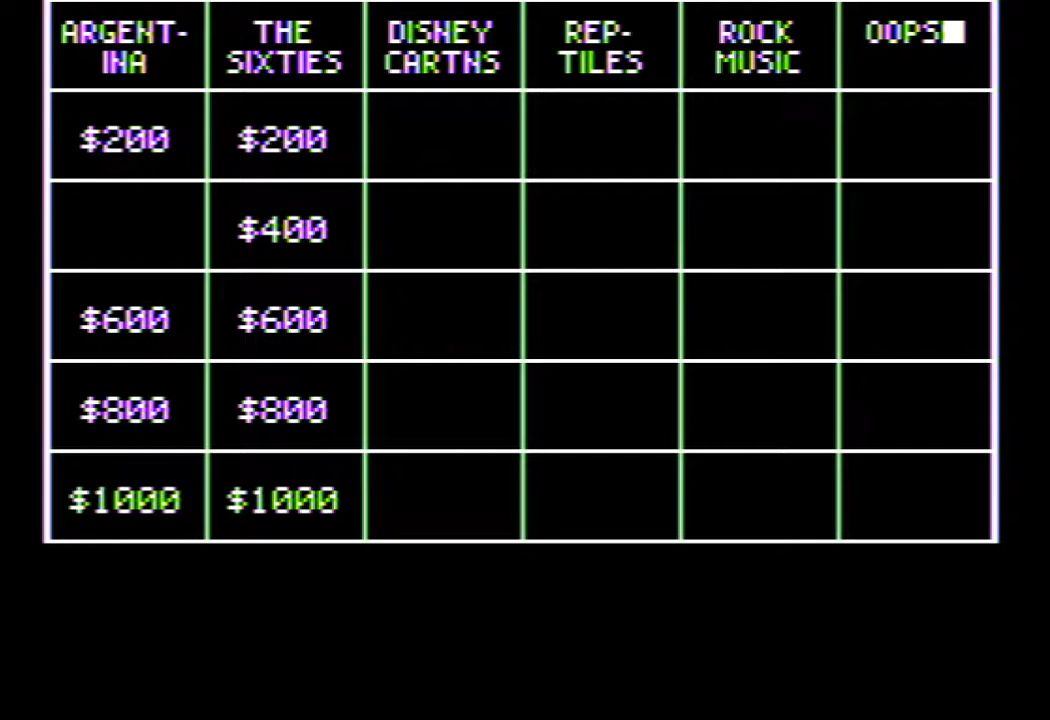 ARGENT-
INA
THE
SIXTIES
DISNEY
CARTNS
REP-
TILES
ROCK
MUSIC
OOPS
$200 $200
$400
$600 $600
$800 $800
$1000 $1000